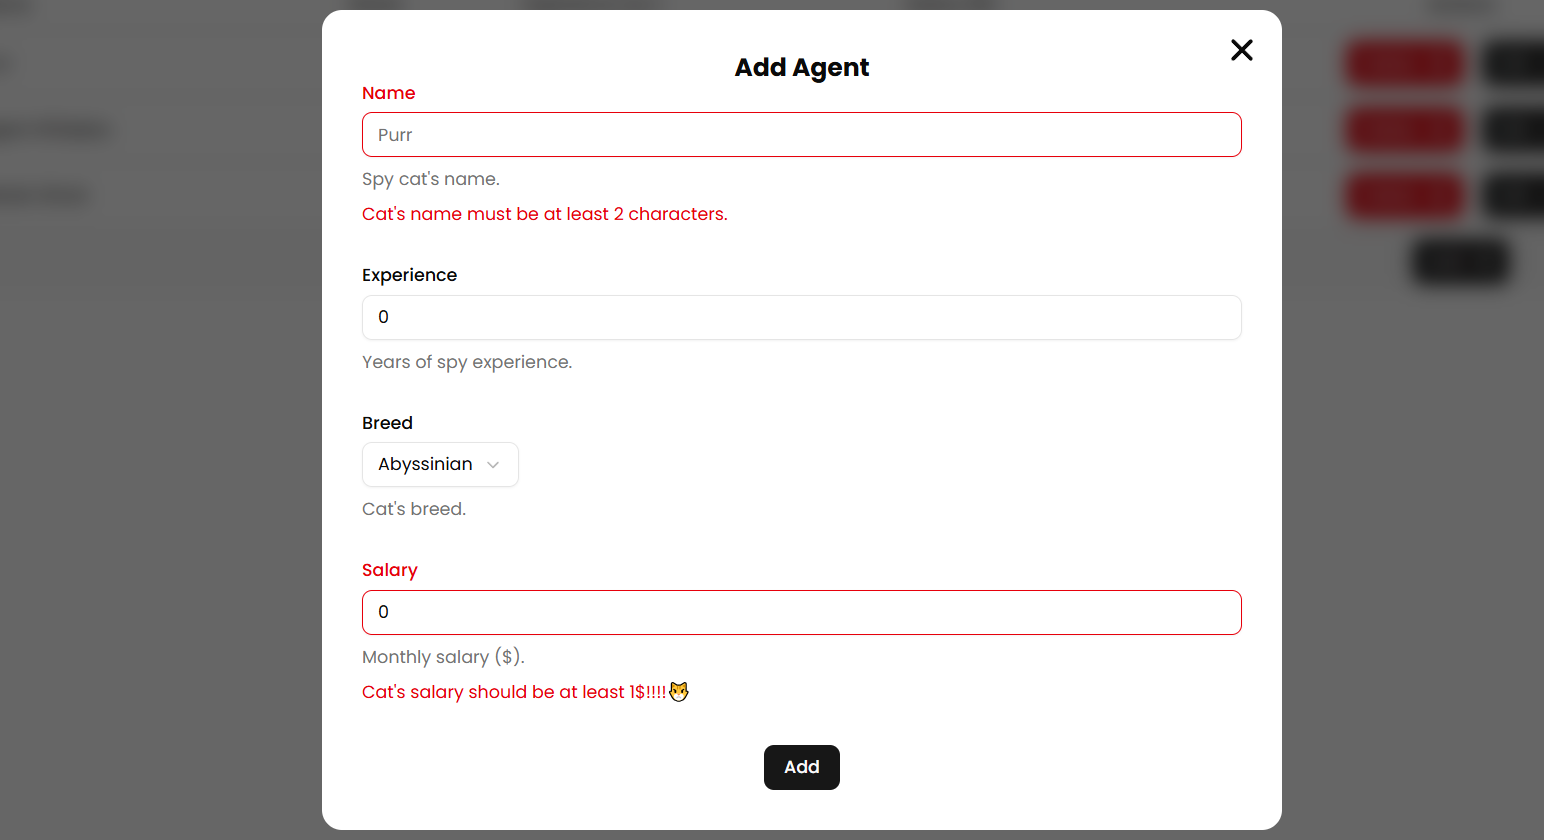 Add Agent
Name
Purr
Spy cat's name.
Cat's name must be at least 2 characters.
Experience
0
Years of spy experience.
Breed
Abyssinian
Cat's breed.
Salary
0
Monthly salary ($).
Cat's salary should be at least 1$!!!!🐱
Add